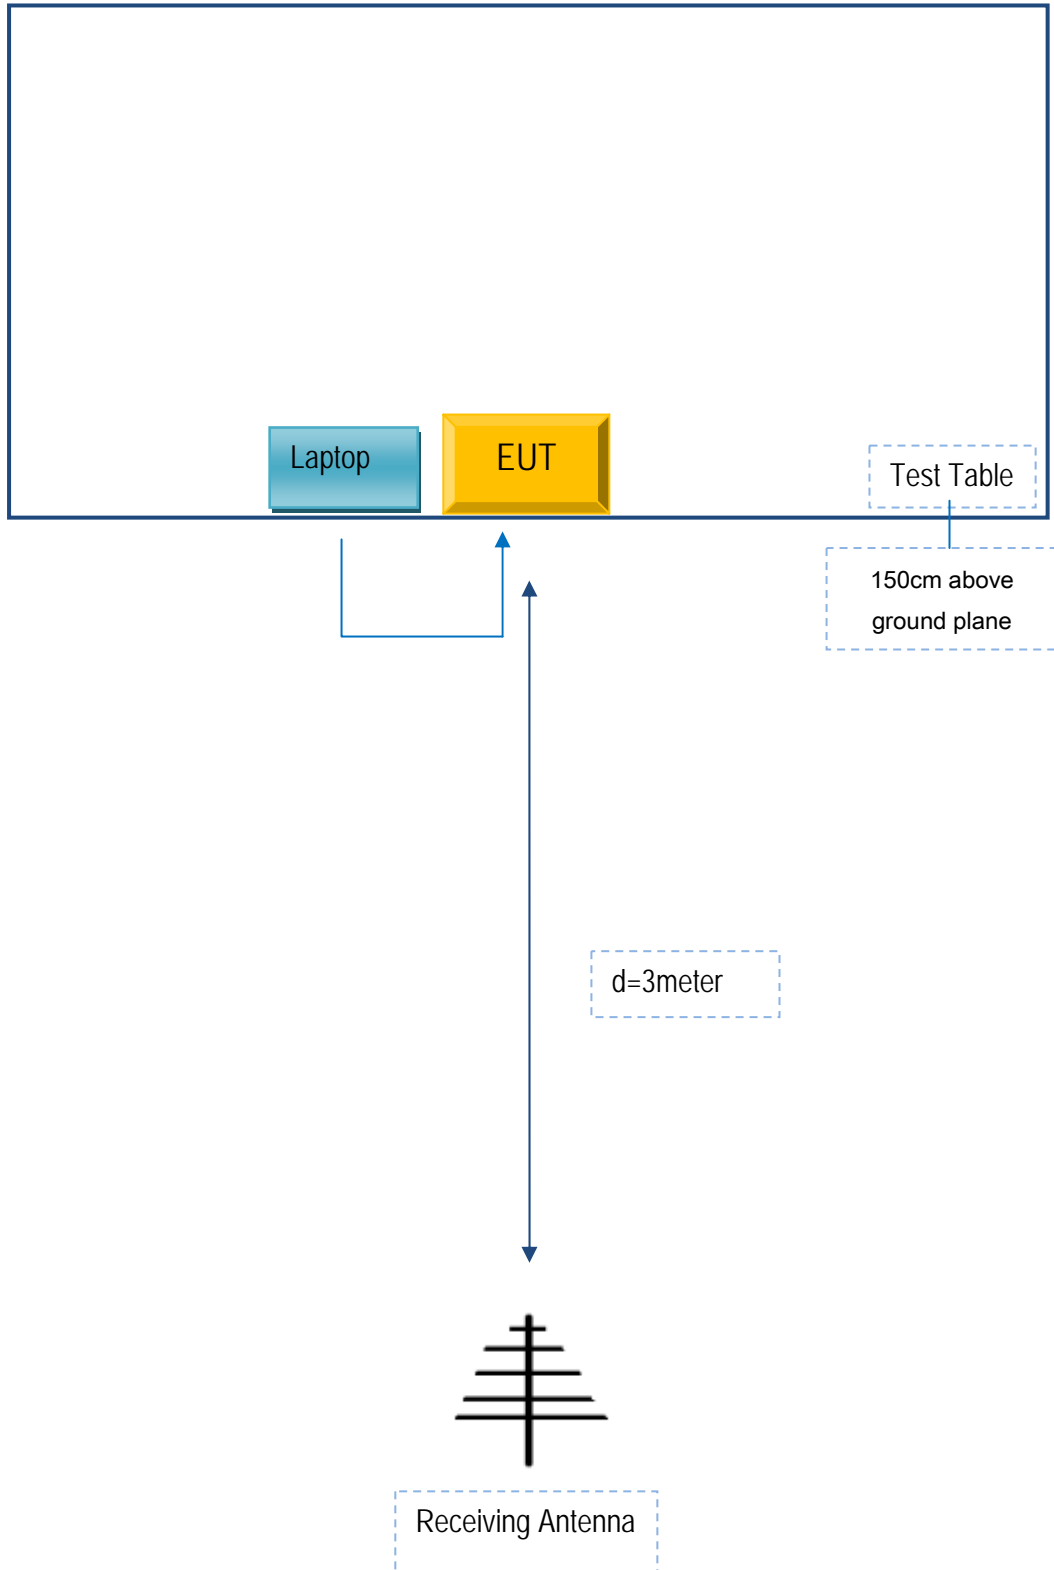 Laptop
EUT
Test Table
150cm above
ground plane
d=3meter
Receiving Antenna